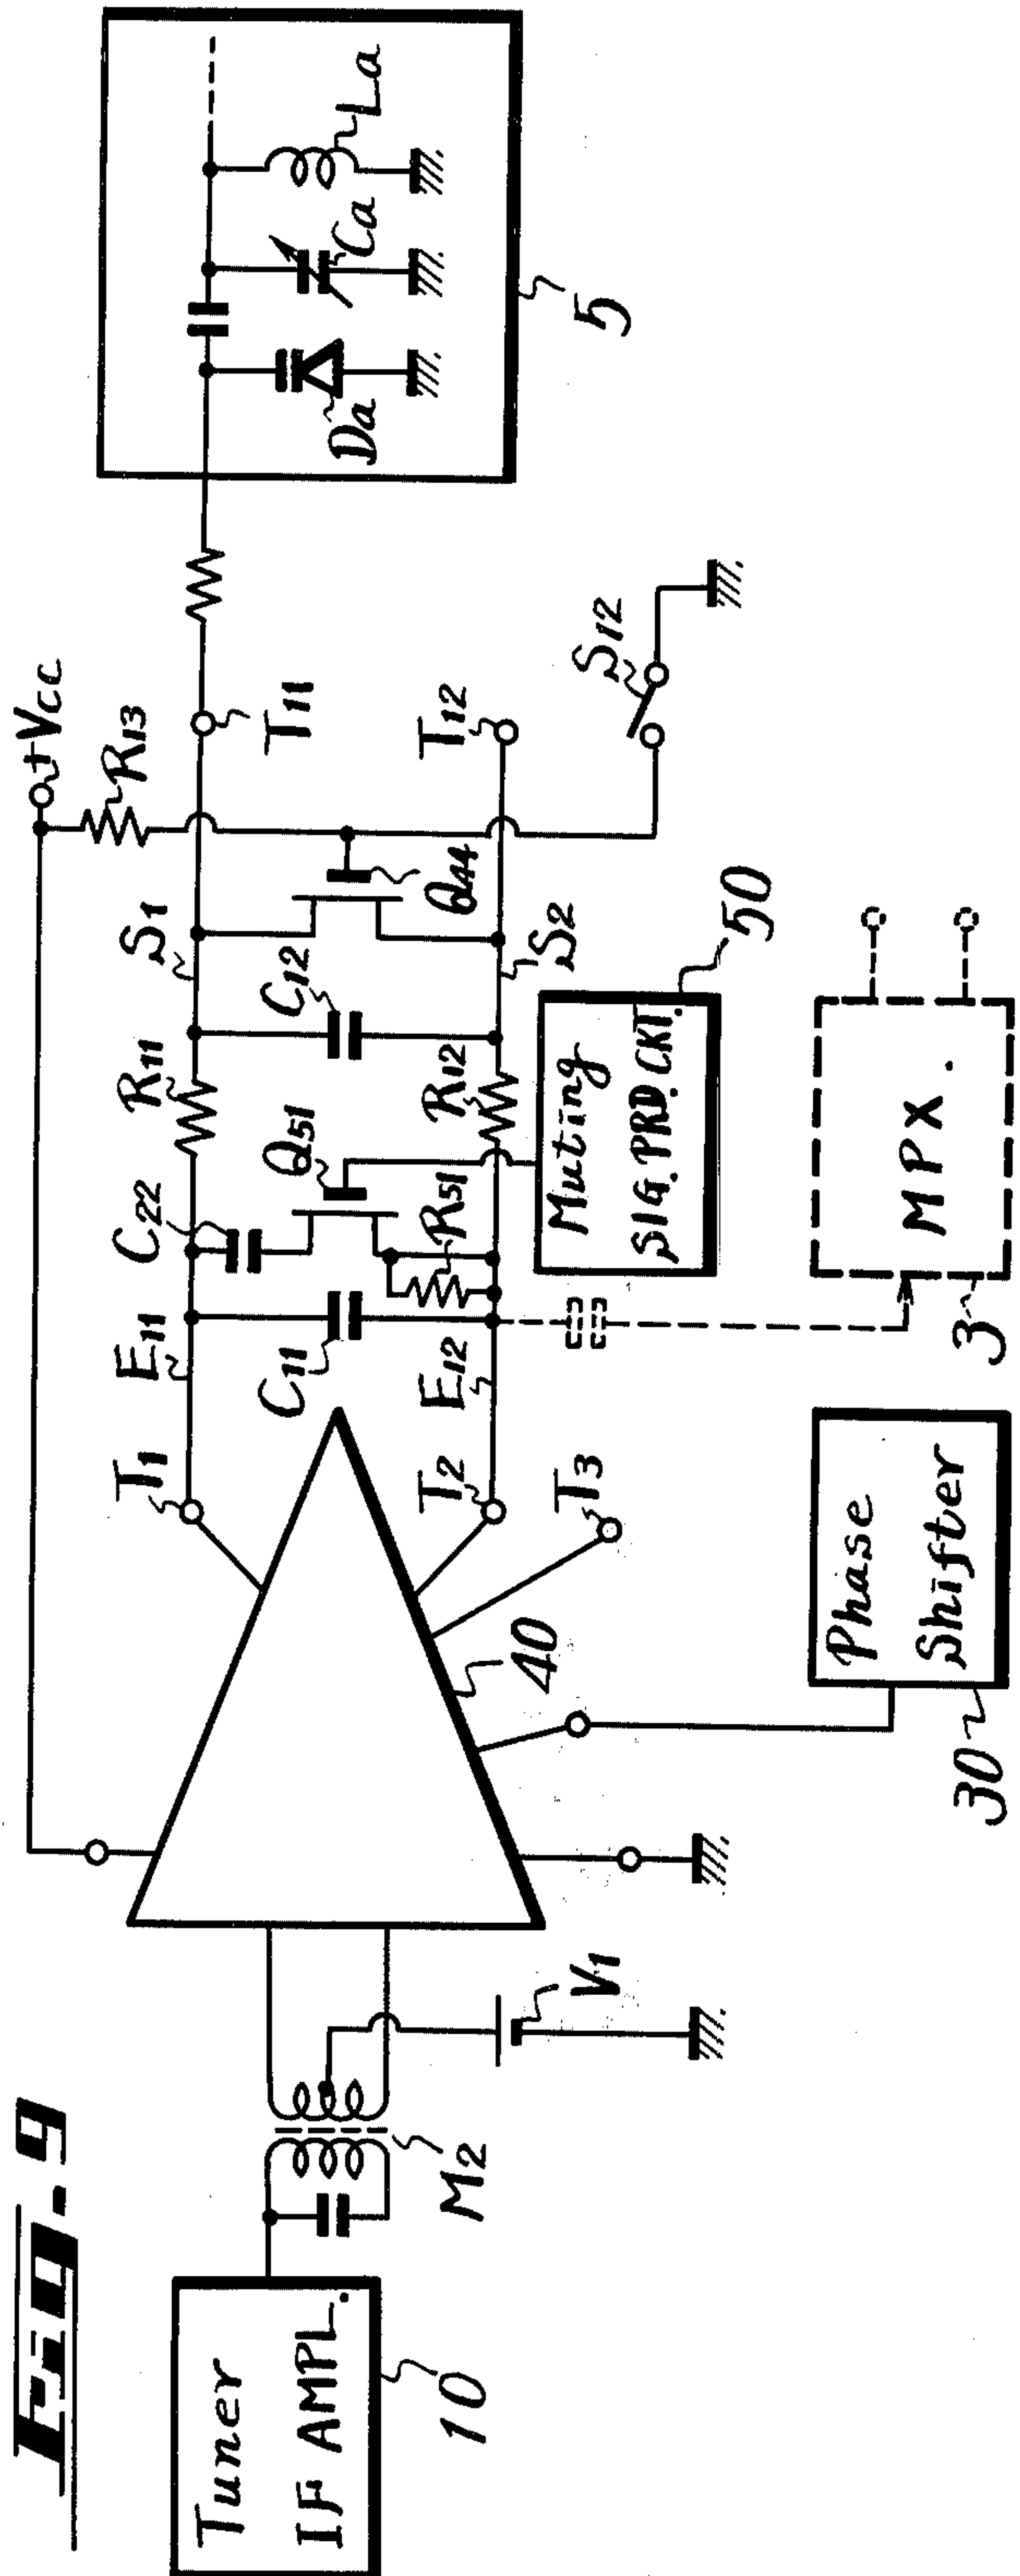 Fig-9
Tuner
IF AMPL.
10
M2
V1
40
T1
T2
T3
Phase
Shifter
30
E11
C11
E12
C22
Q51
R51
R11
R12
C12
S1
S2
Muting
SIG. PRD. CKT.
50
MPX.
3
Q44
R13
+Vcc
T11
T12
S12
Da
Ca
La
5